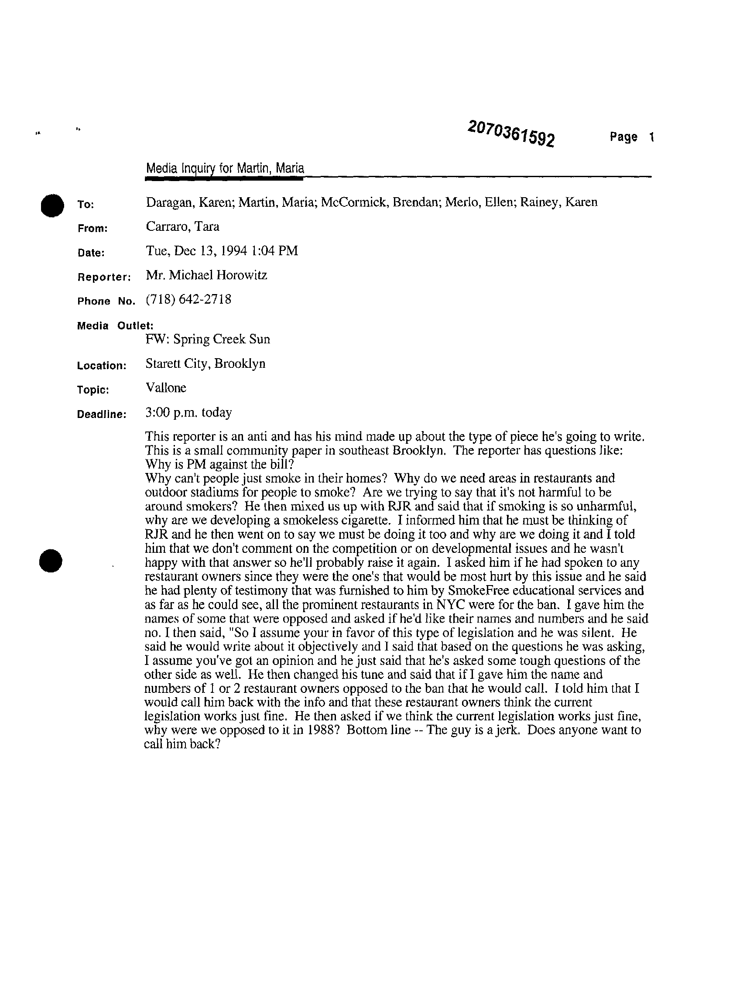 2070361592
Page 1
Media Inquiry for Martin, Maria
To: Daragan, Karen; Martin, Maria; McCormick, Brendan; Merlo, Ellen; Rainey, Karen
From: Carraro, Tara
Date: Tue, Dec 13, 1994 1:04 PM
Reporter: Mr. Michael Horowitz
Phone No. (718) 642-2718
Media Outlet:
FW: Spring Creek Sun
Location: Starett City, Brooklyn
Topic: Vallone
Deadline: 3:00 p.m. today
This reporter is an anti and has his mind made up about the type of piece he's going to write.
This is a small community paper in southeast Brooklyn. The reporter has questions like:
Why is PM against the bill?
Why can't people just smoke in their homes? Why do we need areas in restaurants and
outdoor stadiums for people to smoke? Are we trying to say that it's not harmful to be
around smokers? He then mixed us up with RJR and said that if smoking is so unharmful,
why are we developing a smokeless cigarette. I informed him that he must be thinking of
RJR and he then went on to say we must be doing it too and why are we doing it and I told
him that we don't comment on the competition or on developmental issues and he wasn't
happy with that answer so he'll probably raise it again. I asked him if he had spoken to any
restaurant owners since they were the one's that would be most hurt by this issue and he said
he had plenty of testimony that was furnished to him by SmokeFree educational services and
as far as he could see, all the prominent restaurants in NYC were for the ban. I gave him the
names of some that were opposed and asked if he'd like their names and numbers and he said
no. I then said, "So I assume your in favor of this type of legislation and he was silent. He
said he would write about it objectively and I said that based on the questions he was asking,
I assume you've got an opinion and he just said that he's asked some tough questions of the
other side as well. He then changed his tune and said that if I gave him the name and
numbers of 1 or 2 restaurant owners opposed to the ban that he would call. I told him that I
would call him back with the info and that these restaurant owners think the current
legislation works just fine. He then asked if we think the current legislation works just fine,
why were we opposed to it in 1988? Bottom line -- The guy is a jerk. Does anyone want to
call him back?